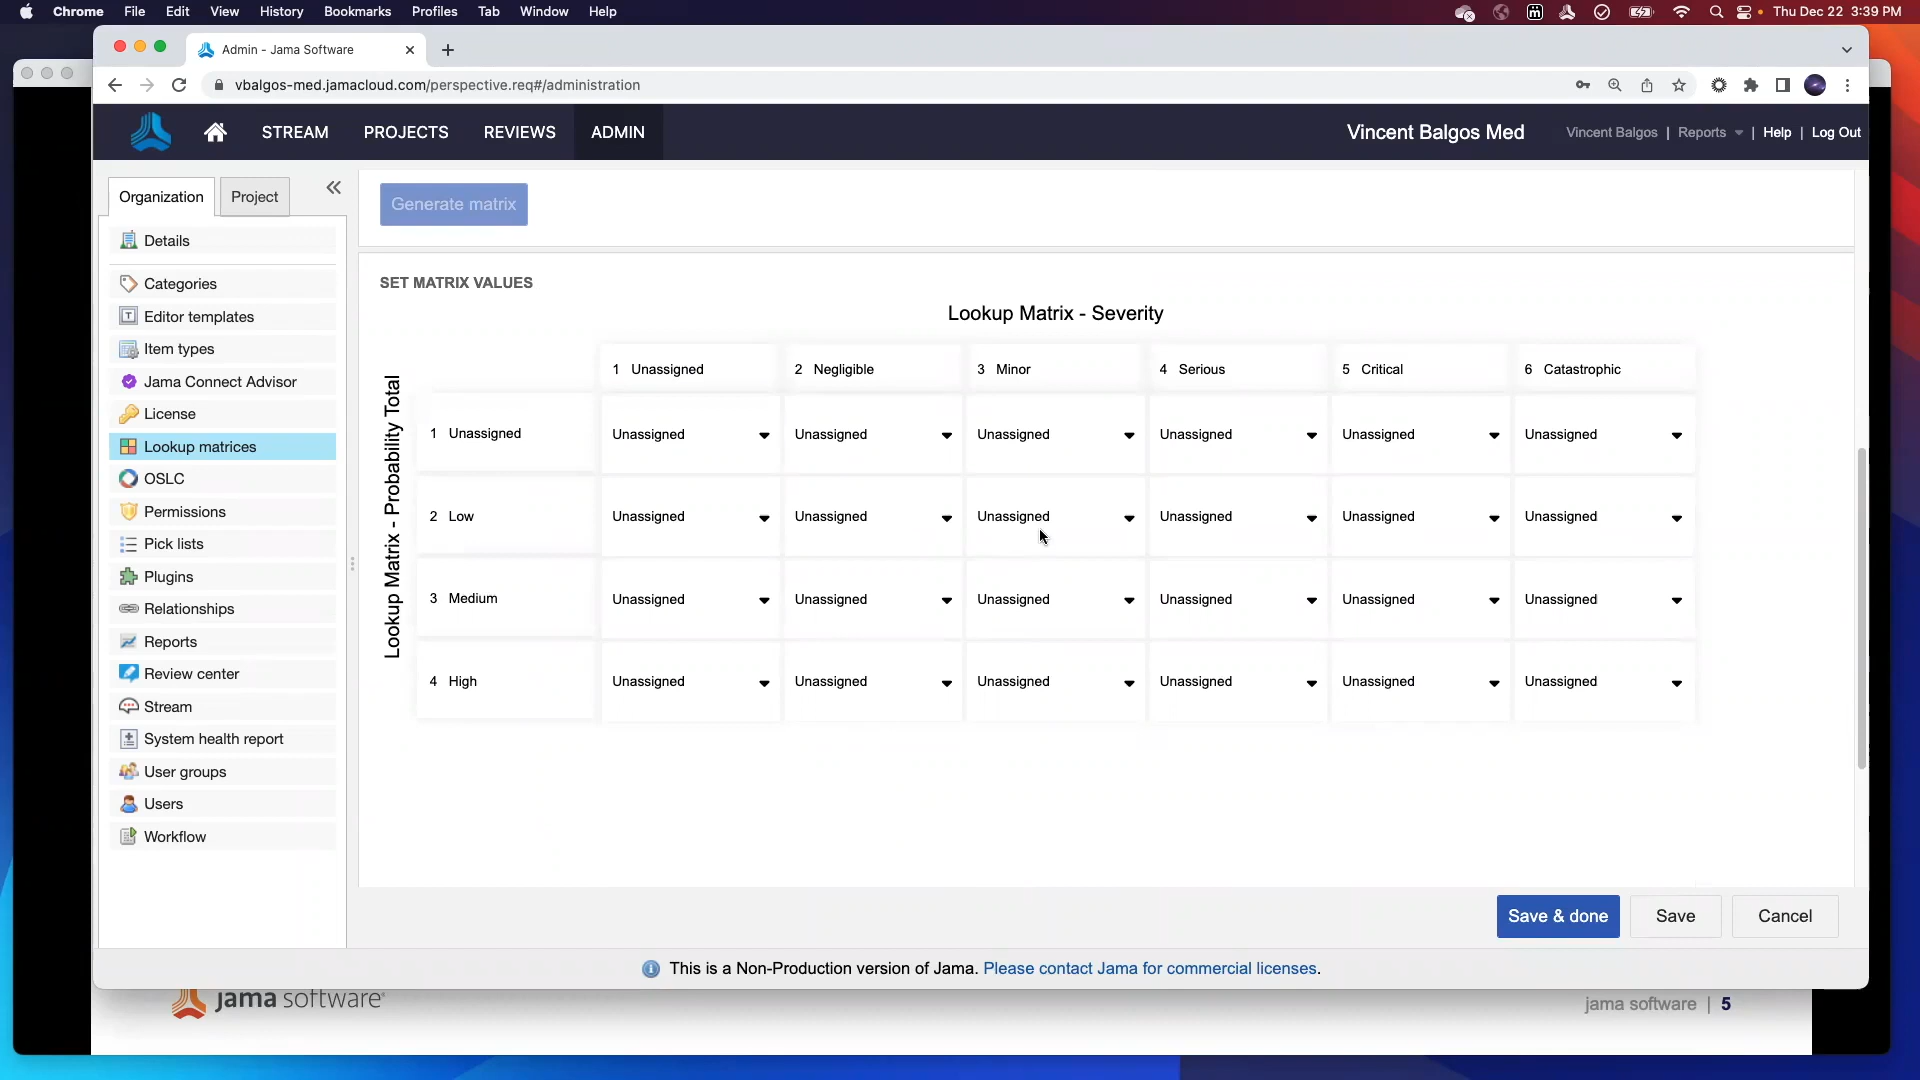 Chrome File Edit View History Bookmarks Profiles Tab Window Help Thu Dec 22 3:39 PM
Admin - Jama Software
vbalgos-med.jamacloud.com/perspective.req#/administration
STREAM PROJECTS REVIEWS ADMIN Vincent Balgos Med Vincent Balgos | Reports | Help | Log Out
Organization Project
Details
Categories
Editor templates
Item types
Jama Connect Advisor
License
Lookup matrices
OSLC
Permissions
Pick lists
Plugins
Relationships
Reports
Review center
Stream
System health report
User groups
Users
Workflow
Generate matrix
SET MATRIX VALUES
Lookup Matrix - Severity
Lookup Matrix - Probability Total
1 Unassigned 2 Negligible 3 Minor 4 Serious 5 Critical 6 Catastrophic
1 Unassigned Unassigned Unassigned Unassigned Unassigned Unassigned Unassigned
2 Low Unassigned Unassigned Unassigned Unassigned Unassigned Unassigned
3 Medium Unassigned Unassigned Unassigned Unassigned Unassigned Unassigned
4 High Unassigned Unassigned Unassigned Unassigned Unassigned Unassigned
Save & done Save Cancel
This is a Non-Production version of Jama. Please contact Jama for commercial licenses.
jama software jama software | 5